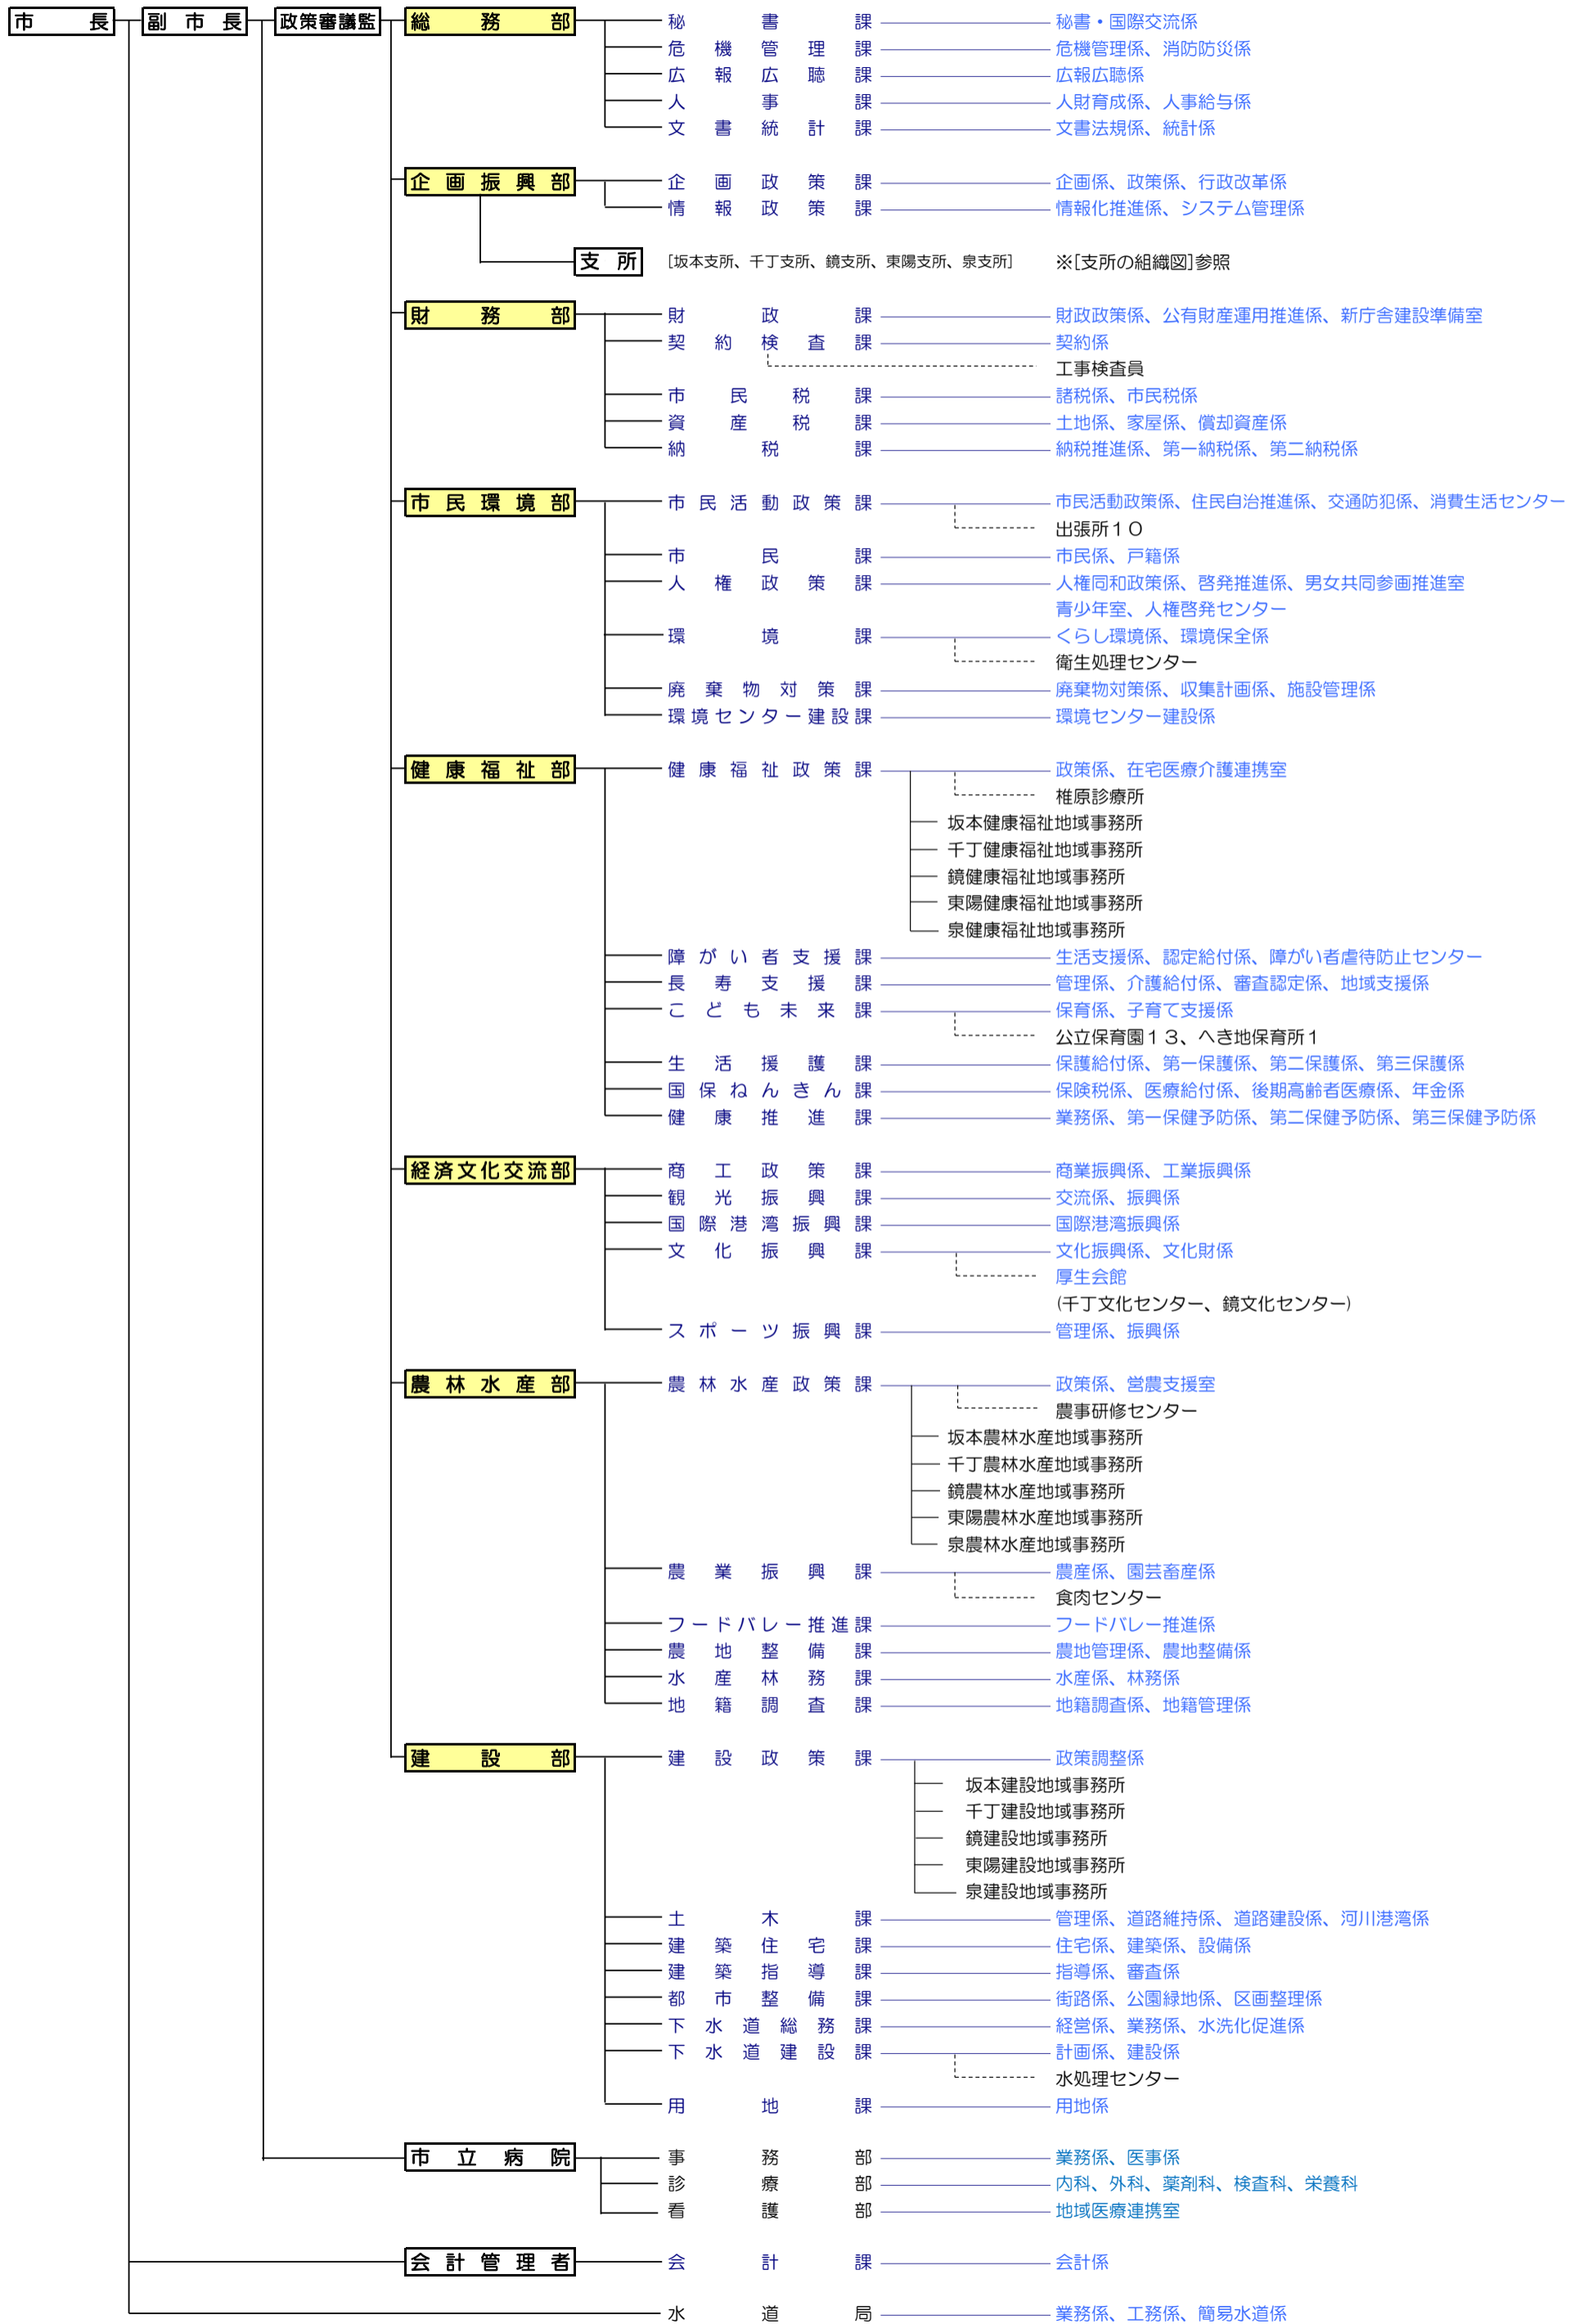 市長 副市長 政策審議監 総務部 秘書課 秘書・国際交流係
危機管理課 危機管理係、消防防災係
広報広聴課 広報広聴係
人事課 人財育成係、人事給与係
文書統計課 文書法規係、統計係
企画振興部 企画政策課 企画係、政策係、行政改革係
情報政策課 情報化推進係、システム管理係
支所 [坂本支所、千丁支所、鏡支所、東陽支所、泉支所] ※[支所の組織図]参照
財務部 財政課 財政政策係、公有財産運用推進係、新庁舎建設準備室
契約検査課 契約係
工事検査員
市民税課 諸税係、市民税係
資産税課 土地係、家屋係、償却資産係
納税課 納税推進係、第一納税係、第二納税係
市民環境部 市民活動政策課 市民活動政策係、住民自治推進係、交通防犯係、消費生活センター
出張所10
市民課 市民係、戸籍係
人権政策課 人権同和政策係、啓発推進係、男女共同参画推進室
青少年室、人権啓発センター
環境課 くらし環境係、環境保全係
衛生処理センター
廃棄物対策課 廃棄物対策係、収集計画係、施設管理係
環境センター建設課 環境センター建設係
健康福祉部 健康福祉政策課 政策係、在宅医療介護連携室
椎原診療所
坂本健康福祉地域事務所
千丁健康福祉地域事務所
鏡健康福祉地域事務所
東陽健康福祉地域事務所
泉健康福祉地域事務所
障がい者支援課 生活支援係、認定給付係、障がい者虐待防止センター
長寿支援課 管理係、介護給付係、審査認定係、地域支援係
こども未来課 保育係、子育て支援係
公立保育園13、へき地保育所1
生活援護課 保護給付係、第一保護係、第二保護係、第三保護係
国保ねんきん課 保険税係、医療給付係、後期高齢者医療係、年金係
健康推進課 業務係、第一保健予防係、第二保健予防係、第三保健予防係
経済文化交流部 商工政策課 商業振興係、工業振興係
観光振興課 交流係、振興係
国際港湾振興課 国際港湾振興係
文化振興課 文化振興係、文化財係
厚生会館
(千丁文化センター、鏡文化センター)
スポーツ振興課 管理係、振興係
農林水産部 農林水産政策課 政策係、営農支援室
農事研修センター
坂本農林水産地域事務所
千丁農林水産地域事務所
鏡農林水産地域事務所
東陽農林水産地域事務所
泉農林水産地域事務所
農業振興課 農産係、園芸畜産係
食肉センター
フードバレー推進課 フードバレー推進係
農地整備課 農地管理係、農地整備係
水産林務課 水産係、林務係
地籍調査課 地籍調査係、地籍管理係
建設部 建設政策課 政策調整係
坂本建設地域事務所
千丁建設地域事務所
鏡建設地域事務所
東陽建設地域事務所
泉建設地域事務所
土木課 管理係、道路維持係、道路建設係、河川港湾係
建築住宅課 住宅係、建築係、設備係
建築指導課 指導係、審査係
都市整備課 街路係、公園緑地係、区画整理係
下水道総務課 経営係、業務係、水洗化促進係
下水道建設課 計画係、建設係
水処理センター
用地課 用地係
市立病院 事務部 業務係、医事係
診療部 内科、外科、薬剤科、検査科、栄養科
看護部 地域医療連携室
会計管理者 会計課 会計係
水道局 業務係、工務係、簡易水道係